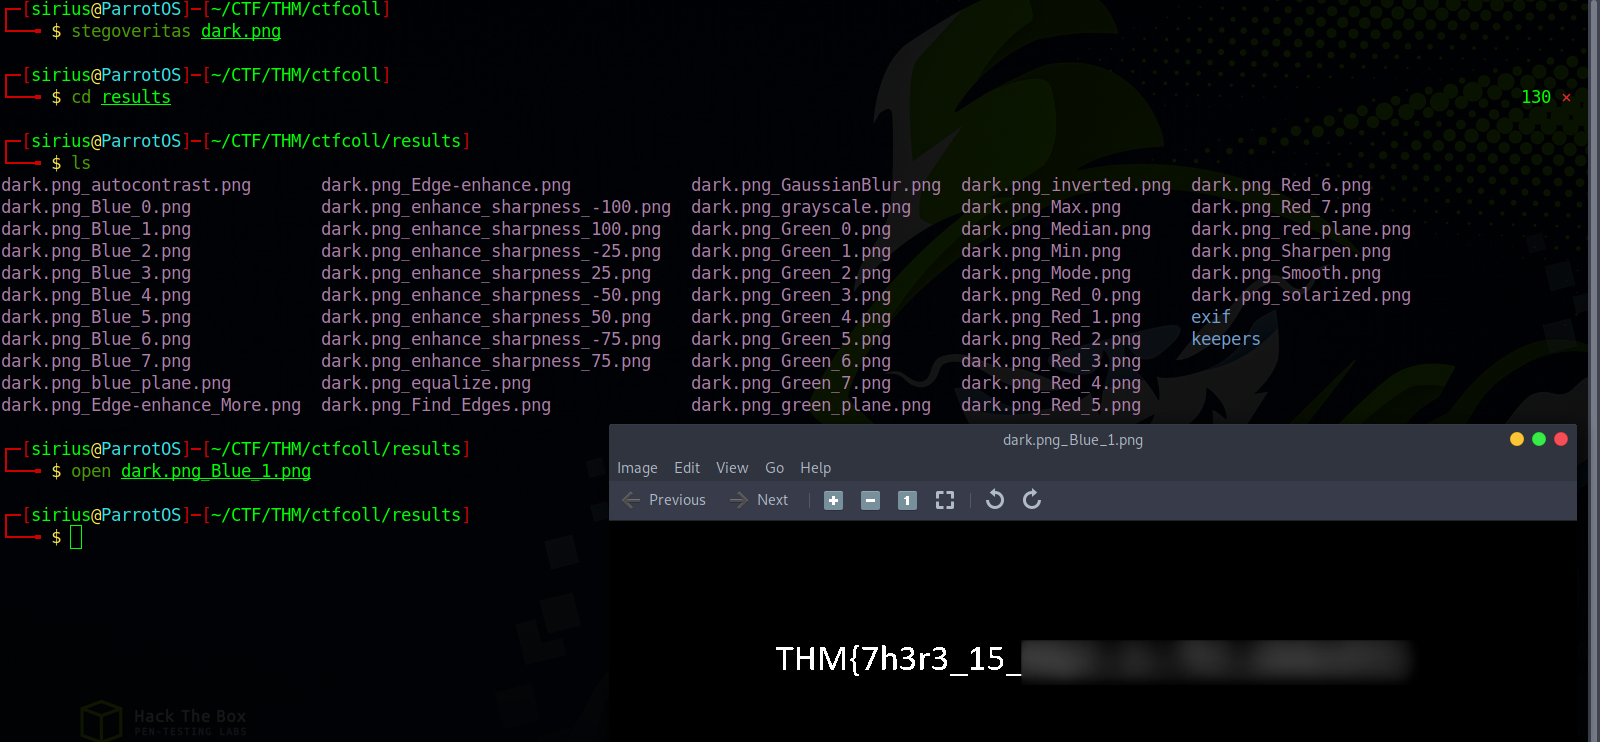 [sirius@ParrotOS]-[~/CTF/THM/ctfcoll]
$ stegoveritas dark.png
[sirius@ParrotOS]-[~/CTF/THM/ctfcoll]
$ cd results 130 ×
[sirius@ParrotOS]-[~/CTF/THM/ctfcoll/results]
$ ls
dark.png_autocontrast.png dark.png_Edge-enhance.png dark.png_GaussianBlur.png dark.png_inverted.png dark.png_Red_6.png
dark.png_Blue_0.png dark.png_enhance_sharpness_-100.png dark.png_grayscale.png dark.png_Max.png dark.png_Red_7.png
dark.png_Blue_1.png dark.png_enhance_sharpness_100.png dark.png_Green_0.png dark.png_Median.png dark.png_red_plane.png
dark.png_Blue_2.png dark.png_enhance_sharpness_-25.png dark.png_Green_1.png dark.png_Min.png dark.png_Sharpen.png
dark.png_Blue_3.png dark.png_enhance_sharpness_25.png dark.png_Green_2.png dark.png_Mode.png dark.png_Smooth.png
dark.png_Blue_4.png dark.png_enhance_sharpness_-50.png dark.png_Green_3.png dark.png_Red_0.png dark.png_solarized.png
dark.png_Blue_5.png dark.png_enhance_sharpness_50.png dark.png_Green_4.png dark.png_Red_1.png exif
dark.png_Blue_6.png dark.png_enhance_sharpness_-75.png dark.png_Green_5.png dark.png_Red_2.png keepers
dark.png_Blue_7.png dark.png_enhance_sharpness_75.png dark.png_Green_6.png dark.png_Red_3.png
dark.png_blue_plane.png dark.png_equalize.png dark.png_Green_7.png dark.png_Red_4.png
dark.png_Edge-enhance_More.png dark.png_Find_Edges.png dark.png_green_plane.png dark.png_Red_5.png
[sirius@ParrotOS]-[~/CTF/THM/ctfcoll/results]
$ open dark.png_Blue_1.png
[sirius@ParrotOS]-[~/CTF/THM/ctfcoll/results]
$
dark.png_Blue_1.png
Image Edit View Go Help
Previous Next 1
THM{7h3r3_15_
Hack The Box
PEN-TESTING LABS